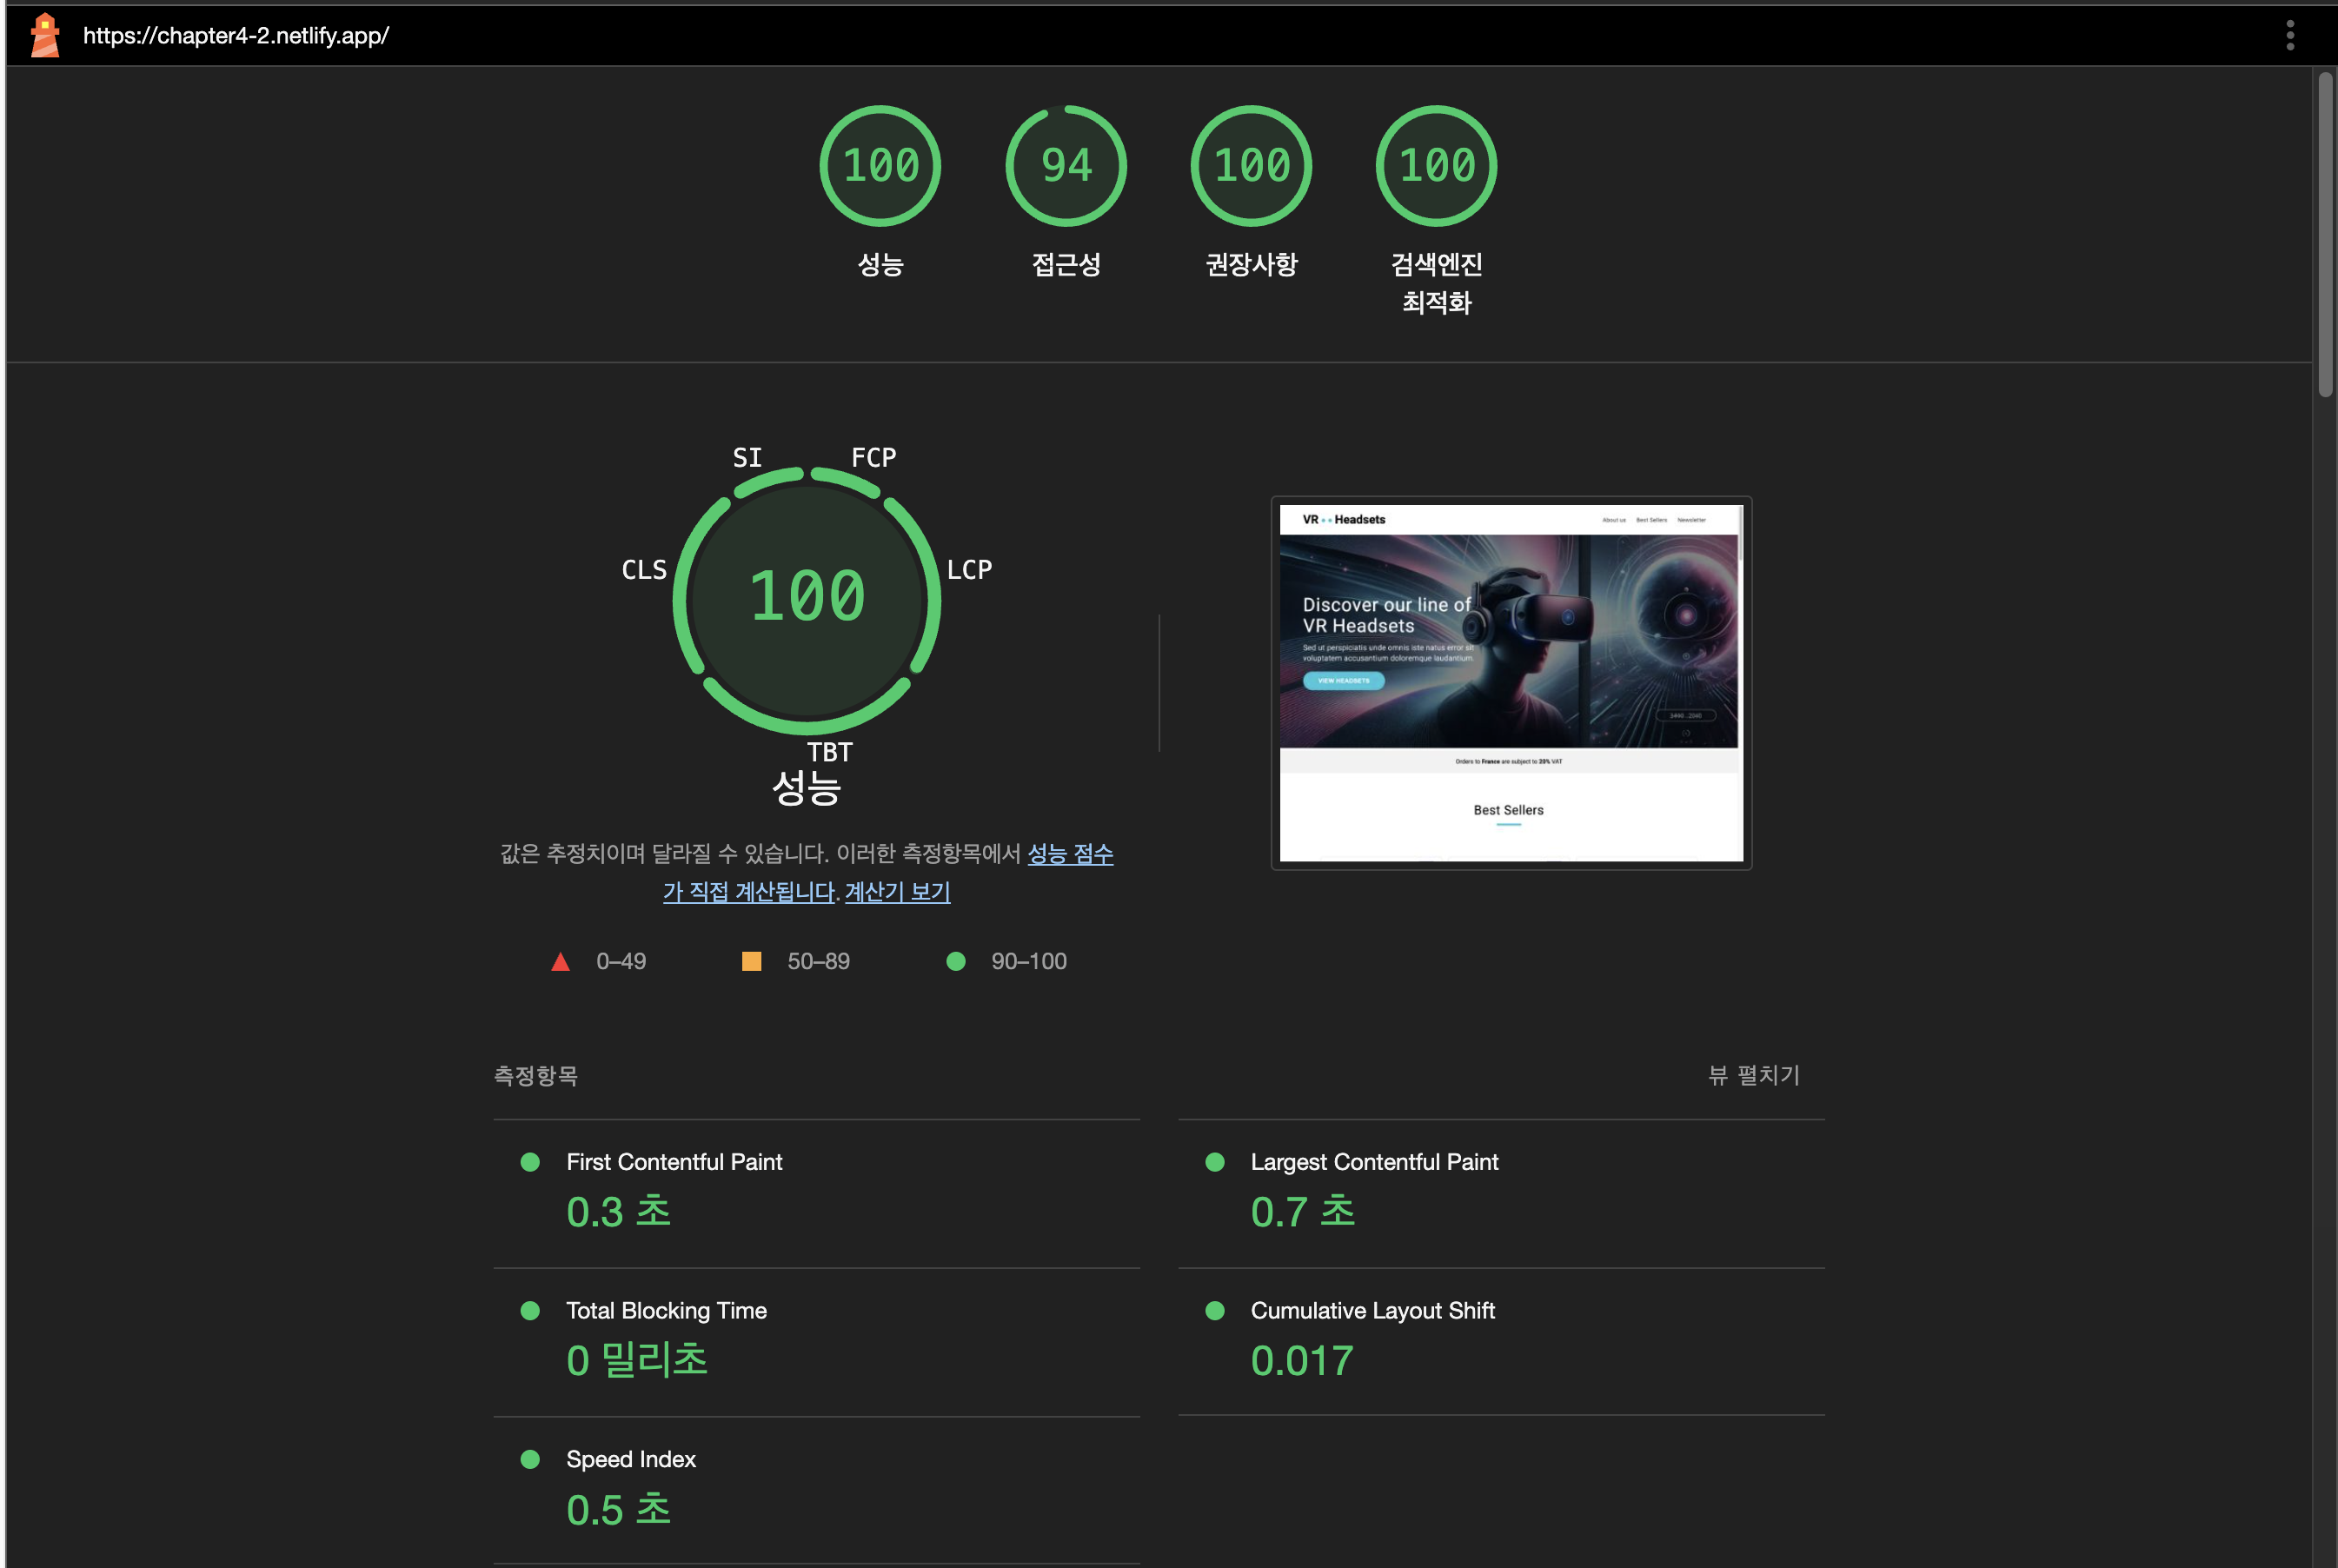 https://chapter4-2.netlify.app/
100
94
100
100
성능
접근성
권장사항
검색엔진
최적화
SI
FCP
CLS
LCP
100
TBT
성능
값은 추정치이며 달라질 수 있습니다. 이러한 측정항목에서 성능 점수
가 직접 계산됩니다. 계산기 보기
0–49
50–89
90–100
VR Headsets
About us Best Sellers Newsletter
Discover our line of
VR Headsets
Sed ut perspiciatis unde omnis iste natus error sit
voluptatem accusantium doloremque laudantium.
VIEW HEADSETS
Orders to France are subject to 20% VAT
Best Sellers
측정항목
뷰 펼치기
First Contentful Paint
0.3 초
Largest Contentful Paint
0.7 초
Total Blocking Time
0 밀리초
Cumulative Layout Shift
0.017
Speed Index
0.5 초